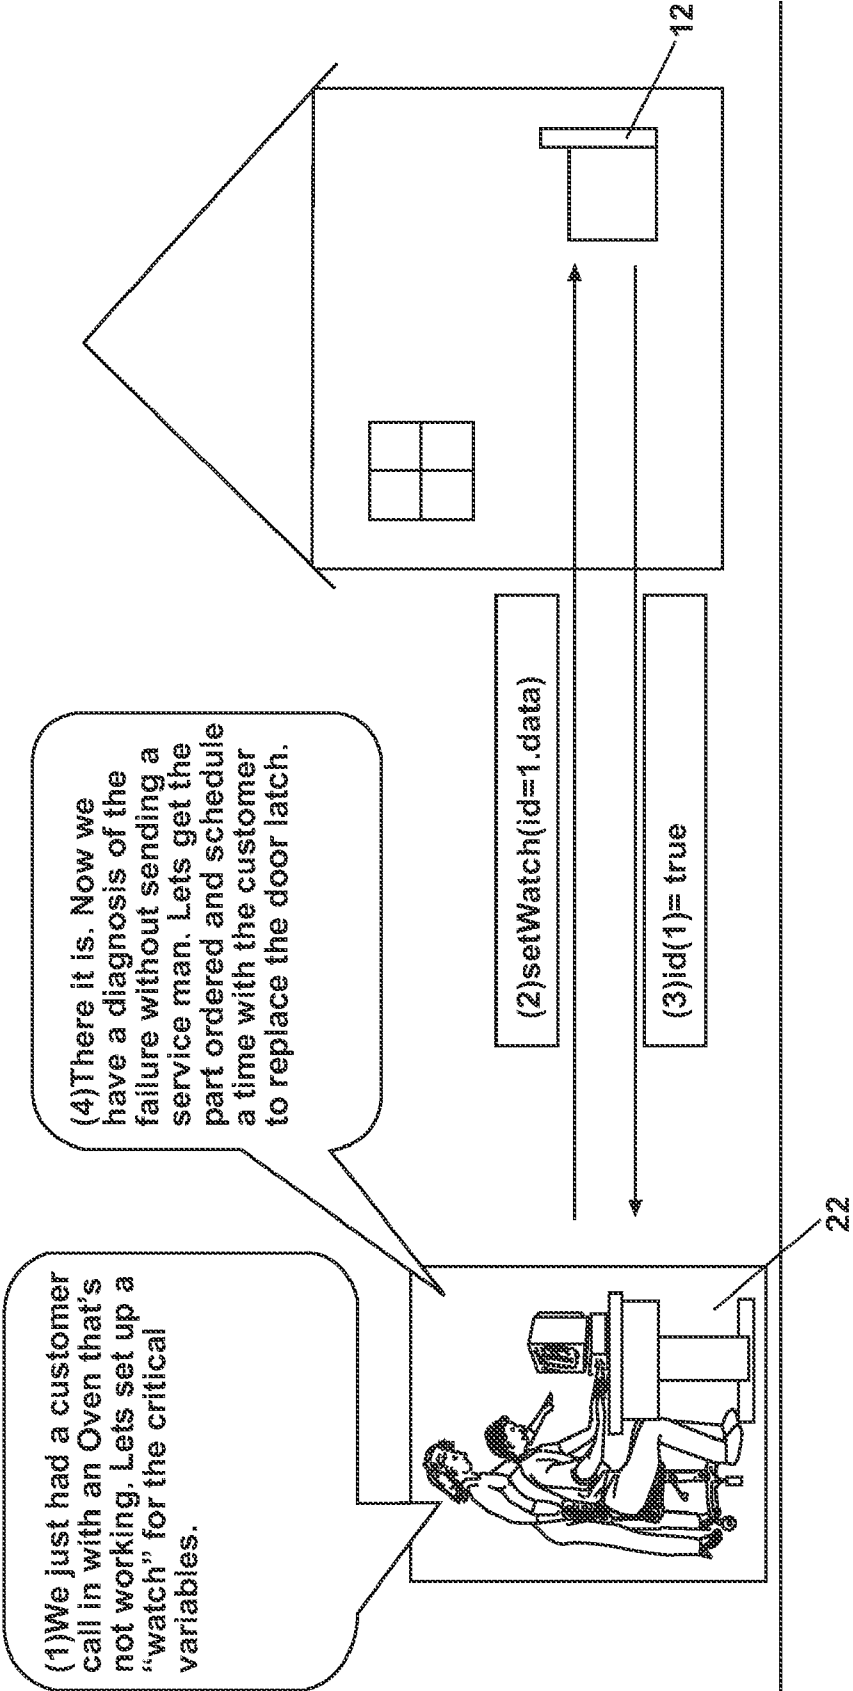 (1)We just had a customer
call in with an Oven that's
not working. Lets set up a
“watch” for the critical
variables.
(4)There it is. Now we
have a diagnosis of the
failure without sending a
service man. Lets get the
part ordered and schedule
a time with the customer
to replace the door latch.
(2)setWatch(id=1.data)
(3)id(1)= true
12
22